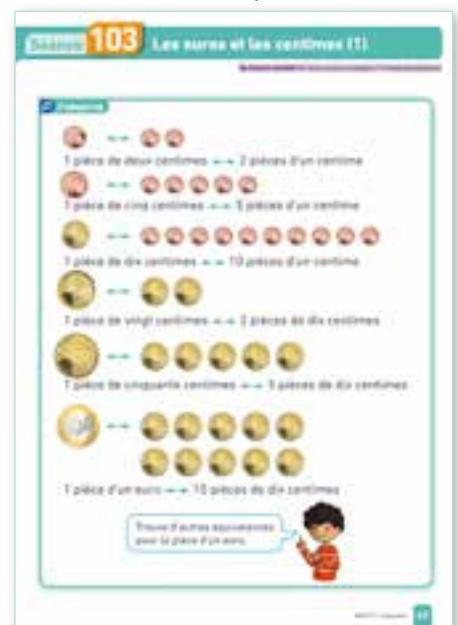 Séance 103 Les euros et les centimes (1)
J'observe
1 pièce de deux centimes ↔ 2 pièces d'un centime
1 pièce de cinq centimes ↔ 5 pièces d'un centime
1 pièce de dix centimes ↔ 10 pièces d'un centime
1 pièce de vingt centimes ↔ 2 pièces de dix centimes
1 pièce de cinquante centimes ↔ 5 pièces de dix centimes
1 pièce d'un euro ↔ 10 pièces de dix centimes
Trouve d'autres équivalences
pour la pièce d'un euro.